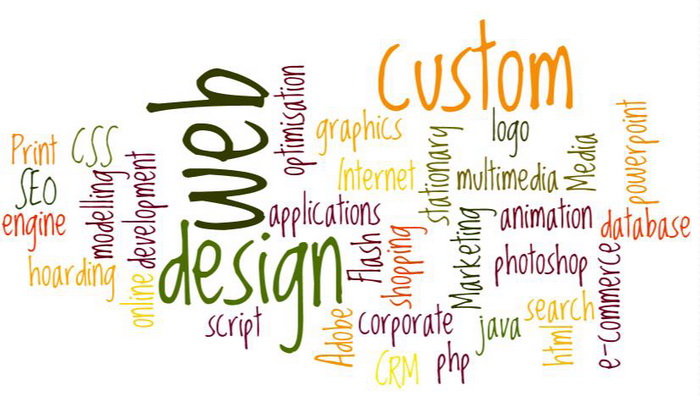 custom
web
optimisation
graphics
logo
powerpoint
Print
CSS
stationary
Media
SEO
modelling
development
Internet
multimedia
engine
applications
Marketing
animation
database
design
Flash
shopping
photoshop
hoarding
online
e-commerce
script
Adobe
corporate
java
search
html
CRM
php